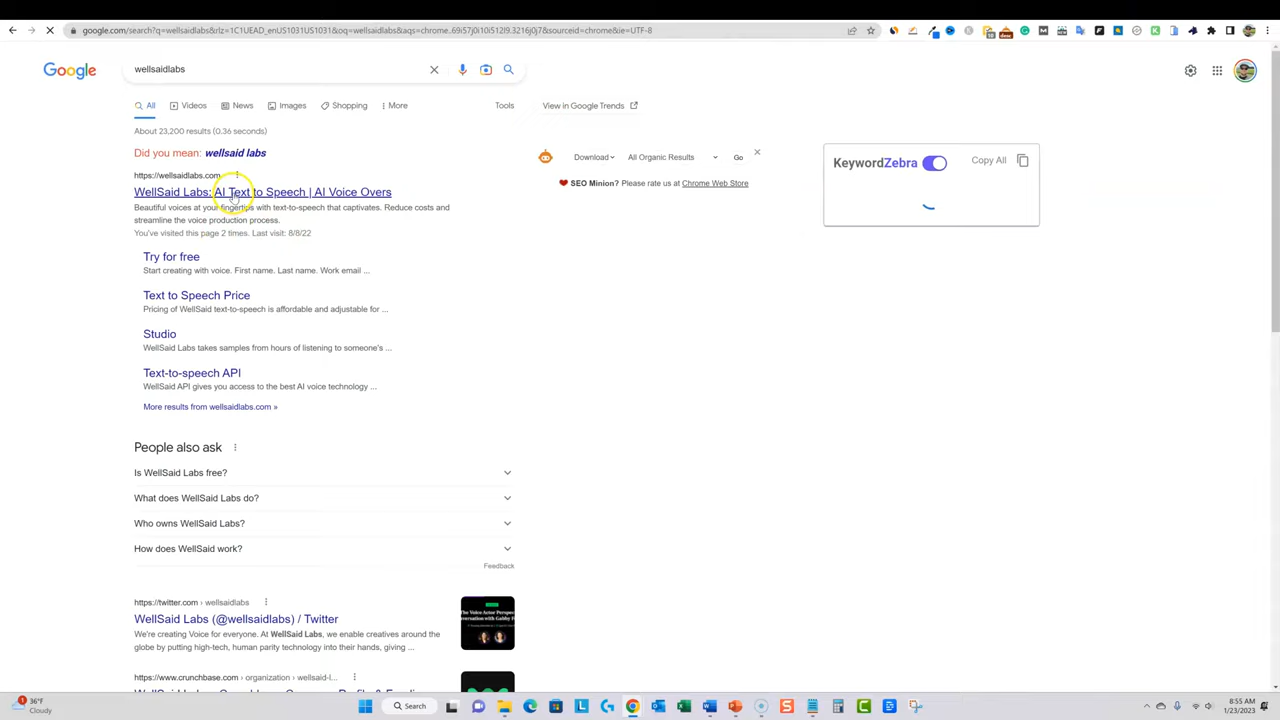 google.com/search?q=wellsaidlabs&rlz=1C1UEAD_enUS1031US1031&oq=wellsaidlabs&aqs=chrome..69i57j0i10i512l9.3216j0j7&sourceid=chrome&ie=UTF-8
Google
wellsaidlabs
All
Videos
News
Images
Shopping
More
Tools
View in Google Trends
About 23,200 results (0.36 seconds)
Did you mean: wellsaid labs
Download
All Organic Results
Go
SEO Minion? Please rate us at Chrome Web Store
KeywordZebra
Copy All
https://wellsaidlabs.com
WellSaid Labs: AI Text to Speech | AI Voice Overs
Beautiful voices at your fingertips with text-to-speech that captivates. Reduce costs and
streamline the voice production process.
You've visited this page 2 times. Last visit: 8/8/22
Try for free
Start creating with voice. First name. Last name. Work email ...
Text to Speech Price
Pricing of WellSaid text-to-speech is affordable and adjustable for ...
Studio
WellSaid Labs takes samples from hours of listening to someone's ...
Text-to-speech API
WellSaid API gives you access to the best AI voice technology ...
More results from wellsaidlabs.com »
People also ask
Is WellSaid Labs free?
What does WellSaid Labs do?
Who owns WellSaid Labs?
How does WellSaid work?
Feedback
https://twitter.com › wellsaidlabs
WellSaid Labs (@wellsaidlabs) / Twitter
We're creating Voice for everyone. At WellSaid Labs, we enable creatives around the
globe by putting high-tech, human parity technology into their hands, giving ...
https://www.crunchbase.com › organization › wellsaid-l...
36°F
Cloudy
Search
8:55 AM
1/23/2023